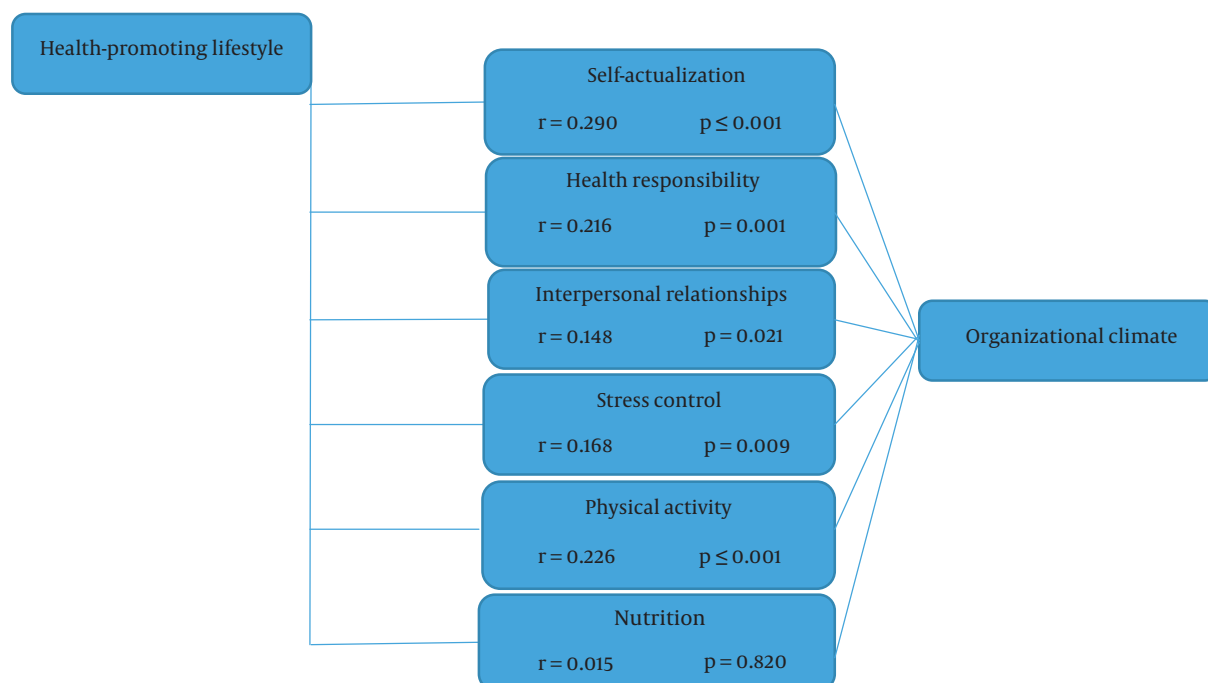 Health-promoting lifestyle
Self-actualization
r = 0.290 p ≤ 0.001
Health responsibility
r = 0.216 p = 0.001
Interpersonal relationships
r = 0.148 p = 0.021
Stress control
r = 0.168 p = 0.009
Physical activity
r = 0.226 p ≤ 0.001
Nutrition
r = 0.015 p = 0.820
Organizational climate